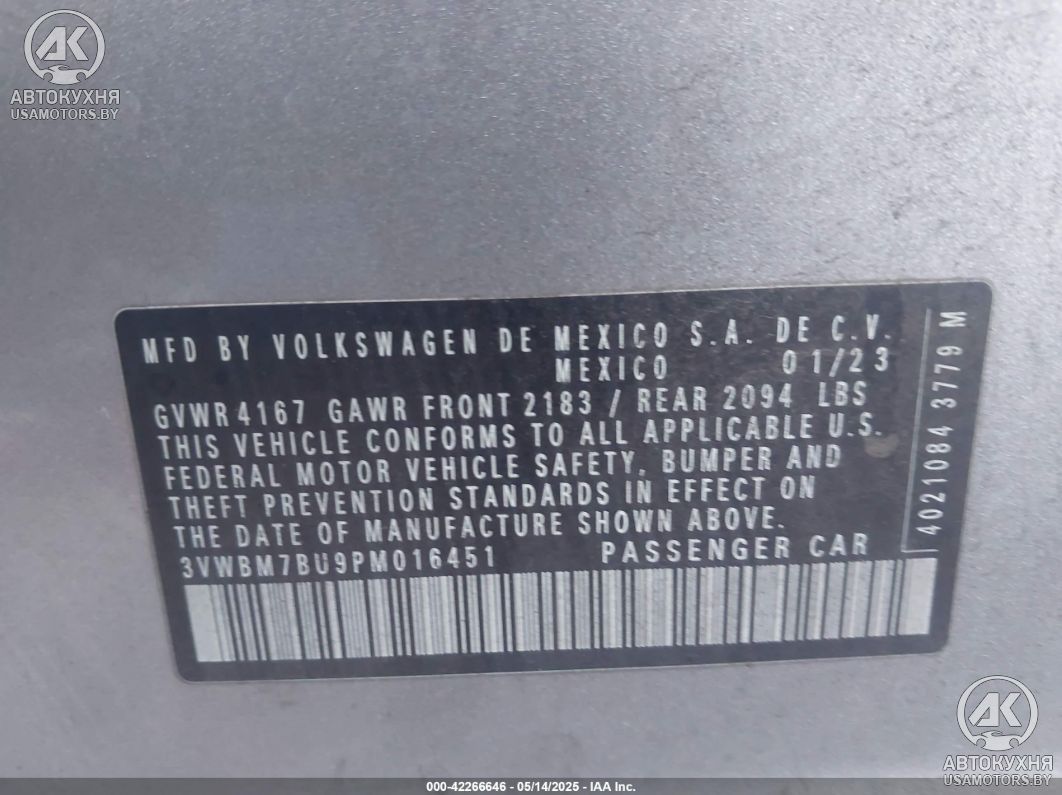 AK
АВТОКУХНЯ
USAMOTORS.BY
MFD BY VOLKSWAGEN DE MEXICO S.A. DE C.V.
MEXICO 01/23
GVWR 4167 GAWR FRONT 2183 / REAR 2094 LBS
THIS VEHICLE CONFORMS TO ALL APPLICABLE U.S.
FEDERAL MOTOR VEHICLE SAFETY, BUMPER AND
THEFT PREVENTION STANDARDS IN EFFECT ON
THE DATE OF MANUFACTURE SHOWN ABOVE.
3VWBM7BU9PM016451 PASSENGER CAR
4021084 3779 M
AK
АВТОКУХНЯ
USAMOTORS.BY
000-42266646 - 05/14/2025 - IAA Inc.